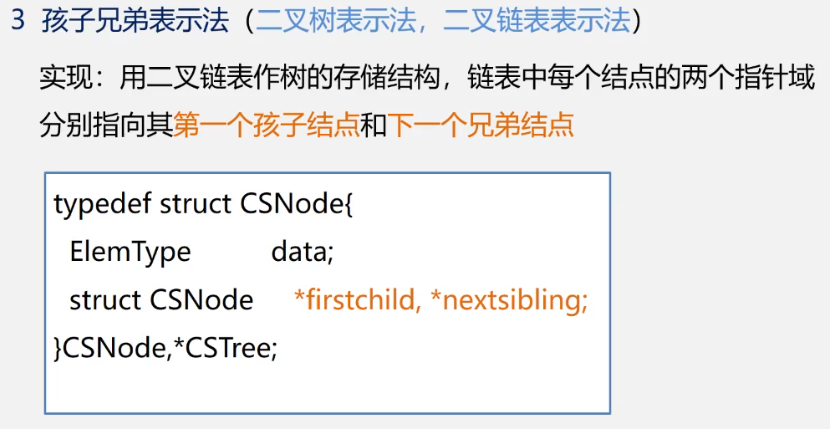 3 孩子兄弟表示法（二叉树表示法，二叉链表表示法）
实现：用二叉链表作树的存储结构，链表中每个结点的两个指针域
分别指向其第一个孩子结点和下一个兄弟结点
typedef struct CSNode{
ElemType data;
struct CSNode *firstchild, *nextsibling;
}CSNode,*CSTree;